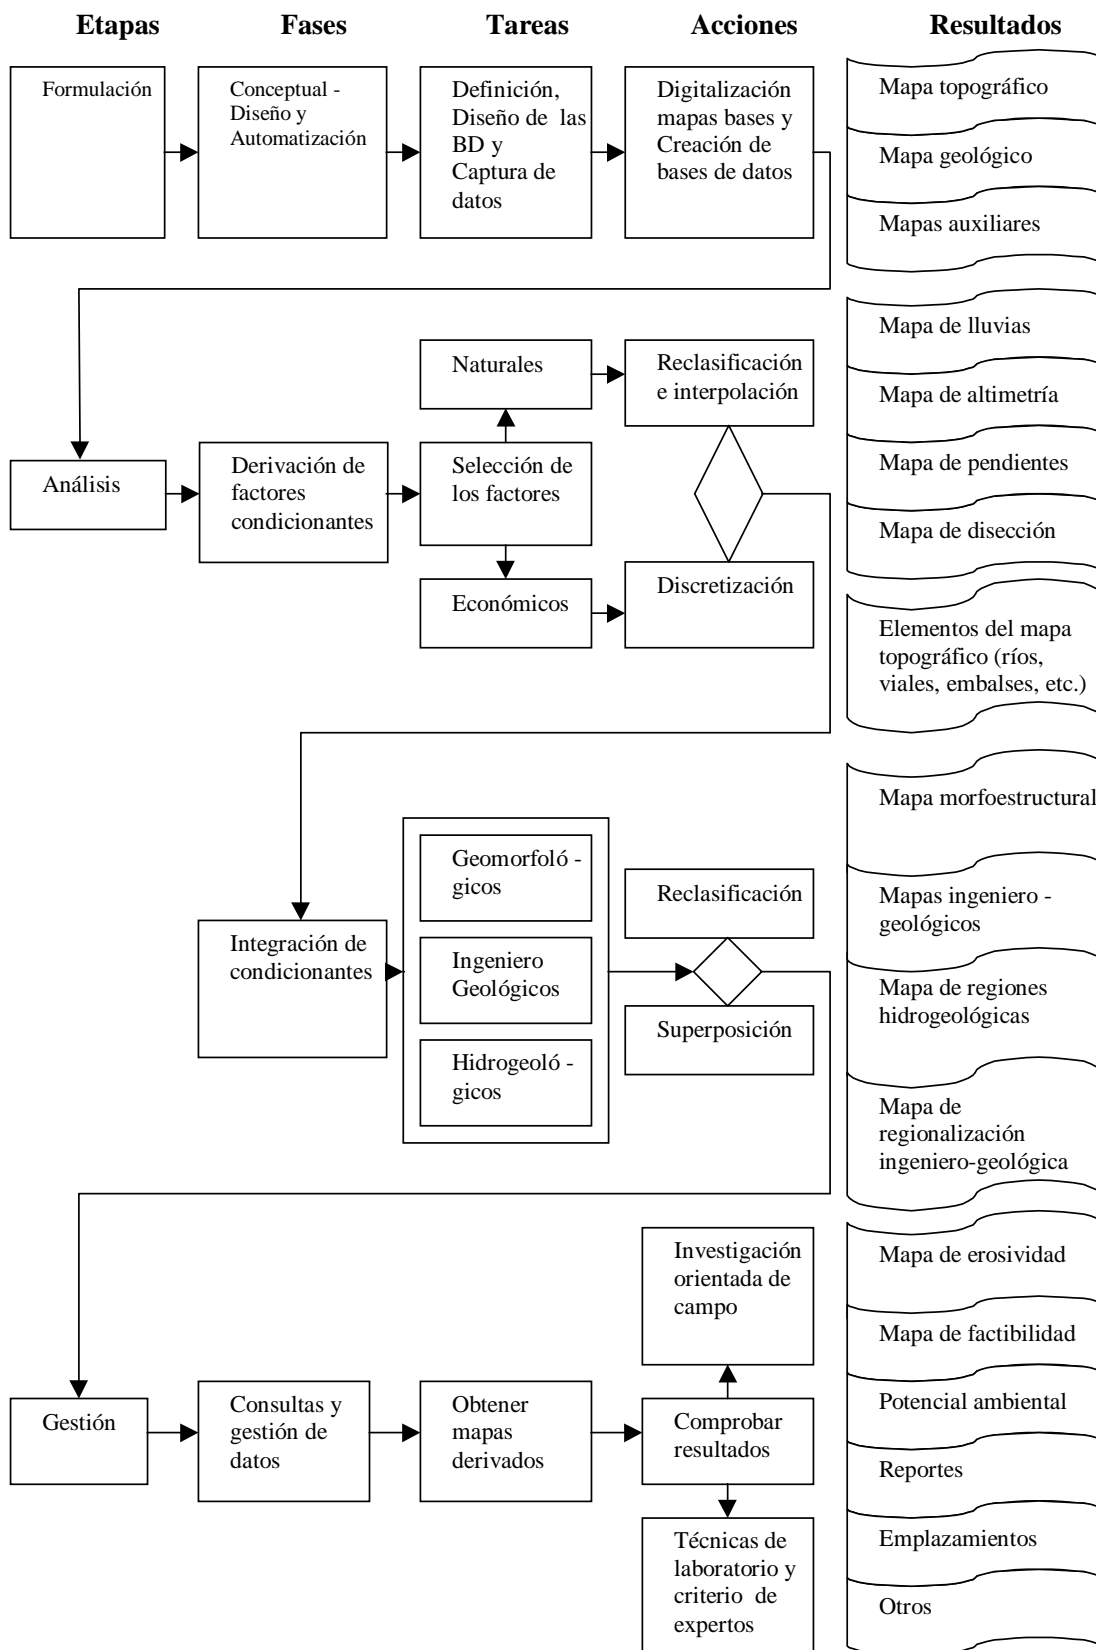 Etapas Fases Tareas Acciones Resultados
Formulación
Conceptual -
Diseño y
Automatización
Definición,
Diseño de las
BD y
Captura de
datos
Digitalización
mapas bases y
Creación de
bases de datos
Mapa topográfico
Mapa geológico
Mapas auxiliares
Análisis
Derivación de
factores
condicionantes
Naturales
Selección de
los factores
Económicos
Reclasificación
e interpolación
Discretización
Mapa de lluvias
Mapa de altimetría
Mapa de pendientes
Mapa de disección
Elementos del mapa
topográfico (ríos,
viales, embalses, etc.)
Integración de
condicionantes
Geomorfoló -
gicos
Ingeniero
Geológicos
Hidrogeoló -
gicos
Reclasificación
Superposición
Mapa morfoestructural
Mapas ingeniero -
geológicos
Mapa de regiones
hidrogeológicas
Mapa de
regionalización
ingeniero-geológica
Gestión
Consultas y
gestión de
datos
Obtener
mapas
derivados
Investigación
orientada de
campo
Comprobar
resultados
Técnicas de
laboratorio y
criterio de
expertos
Mapa de erosividad
Mapa de factibilidad
Potencial ambiental
Reportes
Emplazamientos
Otros